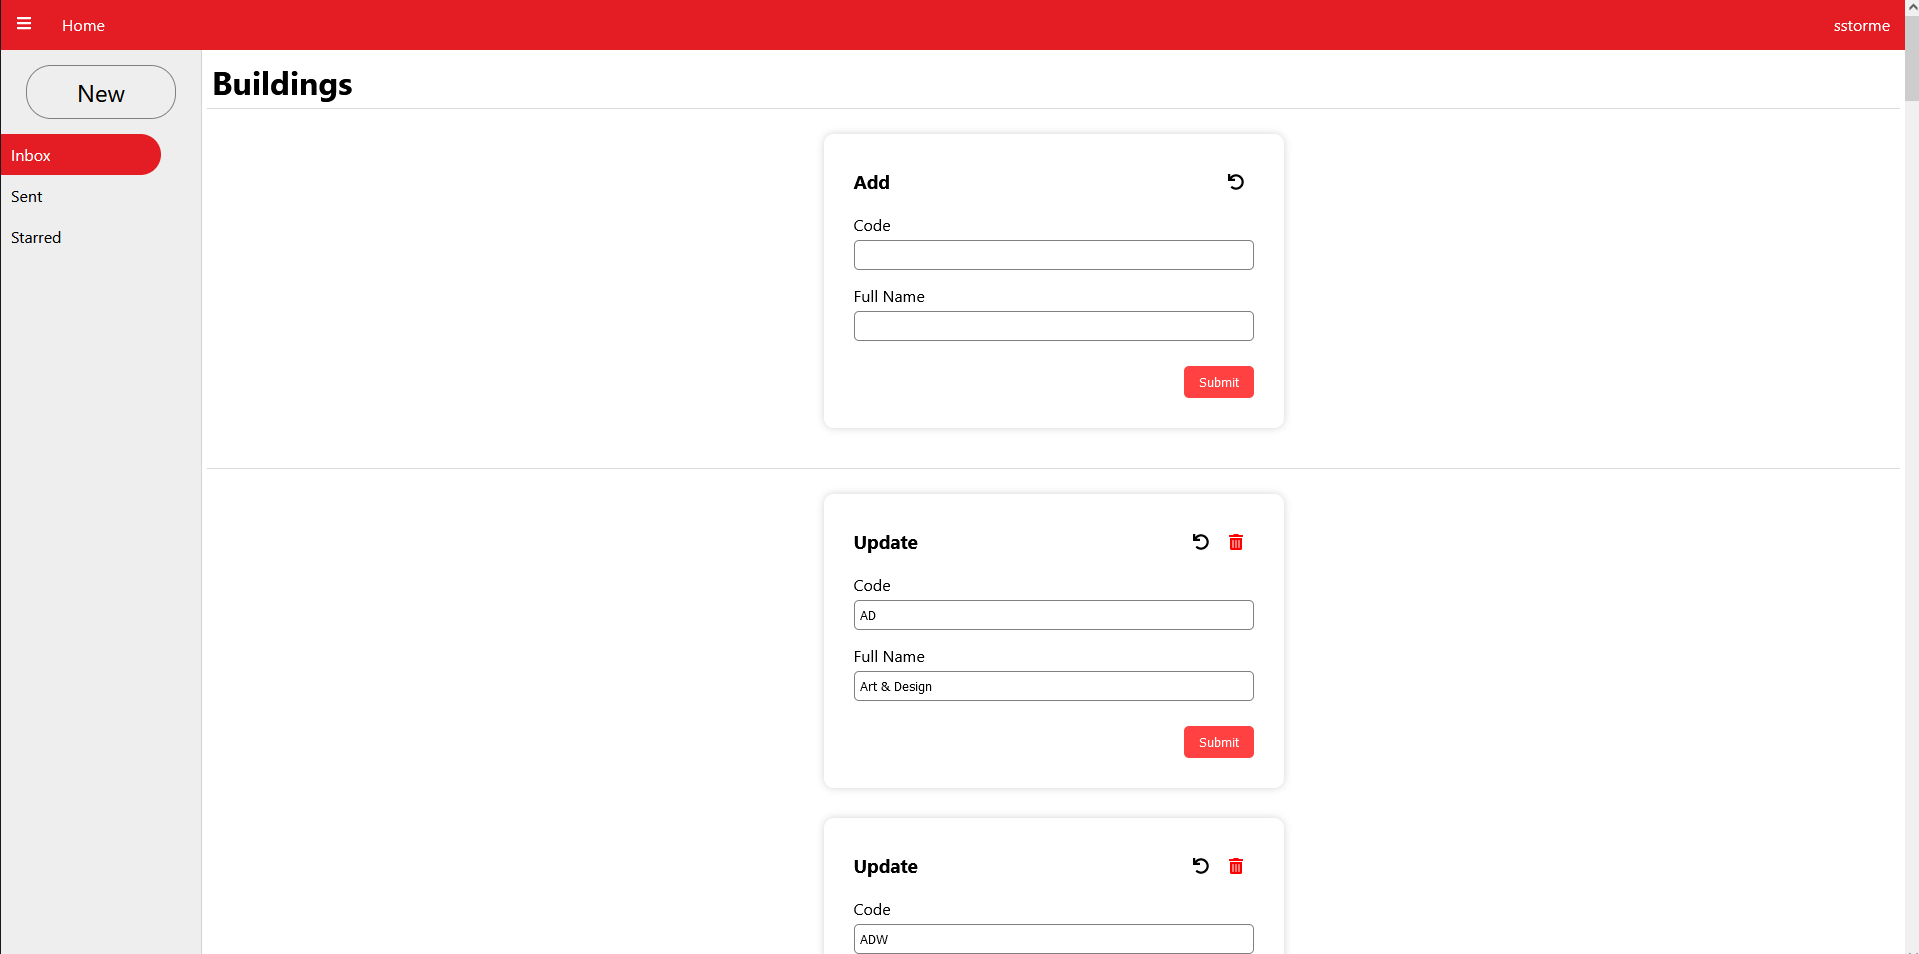 Home
sstorme
New
Inbox
Sent
Starred
Buildings
Add
Code
Full Name
Submit
Update
Code
AD
Full Name
Art & Design
Submit
Update
Code
ADW